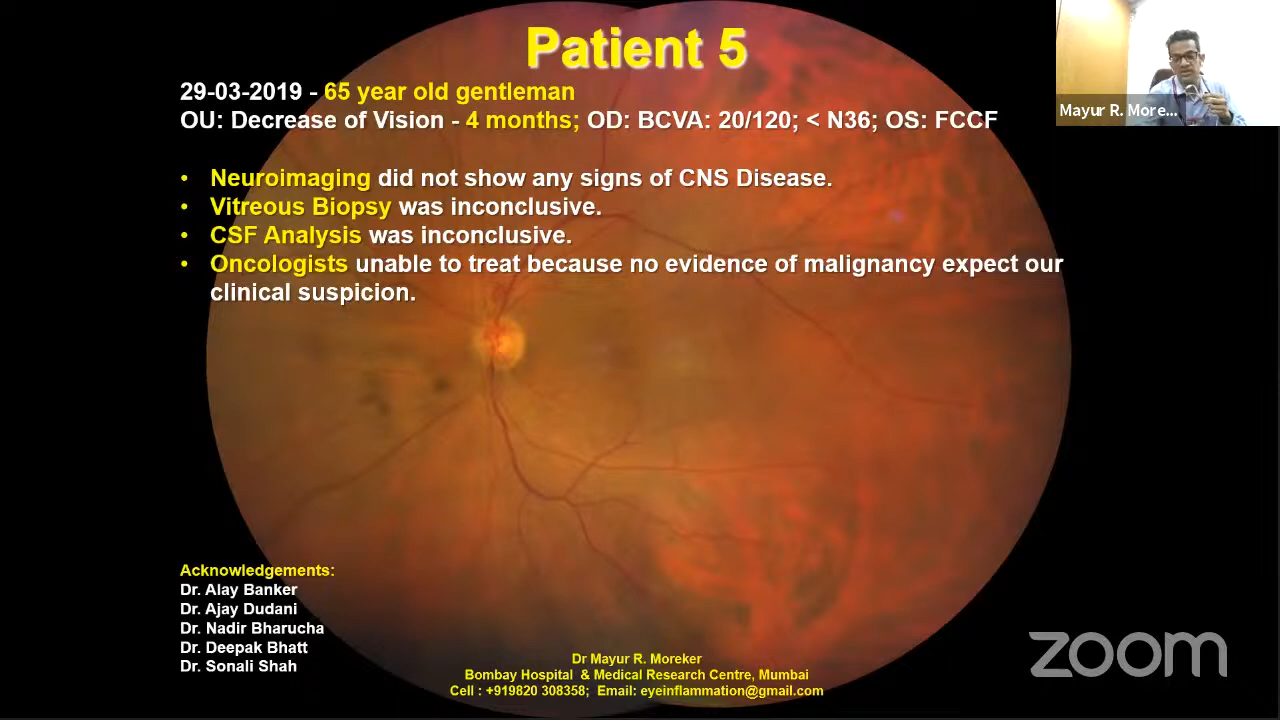 Patient 5
29-03-2019 - 65 year old gentleman
OU: Decrease of Vision - 4 months; OD: BCVA: 20/120; < N36; OS: FCCF
• Neuroimaging did not show any signs of CNS Disease.
• Vitreous Biopsy was inconclusive.
• CSF Analysis was inconclusive.
• Oncologists unable to treat because no evidence of malignancy expect our
clinical suspicion.
Mayur R. More...
Acknowledgements:
Dr. Alay Banker
Dr. Ajay Dudani
Dr. Nadir Bharucha
Dr. Deepak Bhatt
Dr. Sonali Shah
Dr Mayur R. Moreker
Bombay Hospital & Medical Research Centre, Mumbai
Cell : +919820 308358; Email: eyeinflammation@gmail.com
zoom